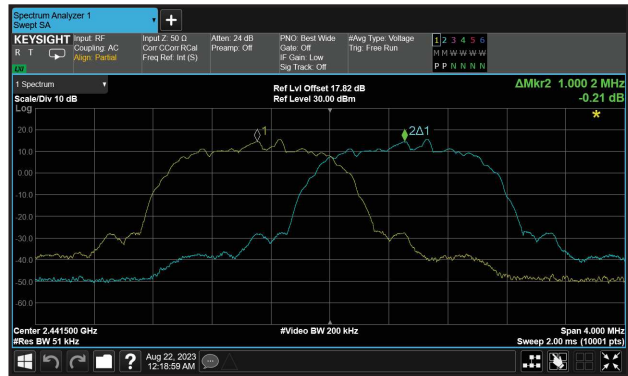 Spectrum Analyzer 1
Swept SA
+
KEYSIGHT
R T
LXI
Input: RF
Coupling: AC
Align: Partial
Input Z: 50 Ω
Corr CCorr RCal
Freq Ref: Int (S)
Atten: 24 dB
Preamp: Off
PNO: Best Wide
Gate: Off
IF Gain: Low
Sig Track: Off
#Avg Type: Voltage
Trig: Free Run
1 2 3 4 5 6
M M W W W W
P P N N N N
1 Spectrum
Scale/Div 10 dB
Ref Lvl Offset 17.82 dB
Ref Level 30.00 dBm
ΔMkr2 1.000 2 MHz
-0.21 dB
Log
*
1
2Δ1
20.0
10.0
0.00
-10.0
-20.0
-30.0
-40.0
-50.0
-60.0
Center 2.441500 GHz
#Res BW 51 kHz
#Video BW 200 kHz
Span 4.000 MHz
Sweep 2.00 ms (10001 pts)
?
Aug 22, 2023
12:18:59 AM